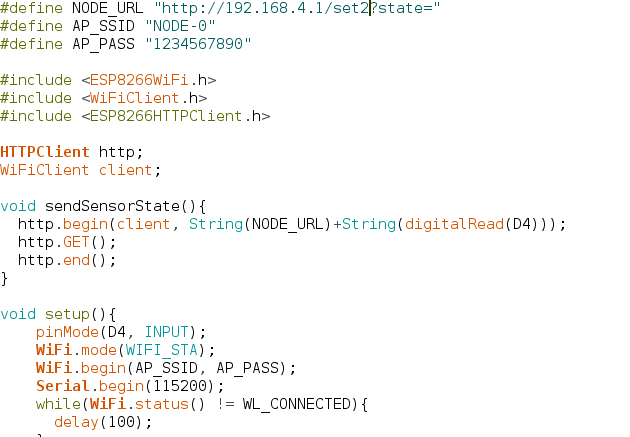 #define NODE_URL "http://192.168.4.1/set2?state="
#define AP_SSID "NODE-0"
#define AP_PASS "1234567890"
#include <ESP8266WiFi.h>
#include <WiFiClient.h>
#include <ESP8266HTTPClient.h>
HTTPClient http;
WiFiClient client;
void sendSensorState(){
  http.begin(client, String(NODE_URL)+String(digitalRead(D4)));
  http.GET();
  http.end();
}
void setup(){
    pinMode(D4, INPUT);
    WiFi.mode(WIFI_STA);
    WiFi.begin(AP_SSID, AP_PASS);
    Serial.begin(115200);
    while(WiFi.status() != WL_CONNECTED){
      delay(100);